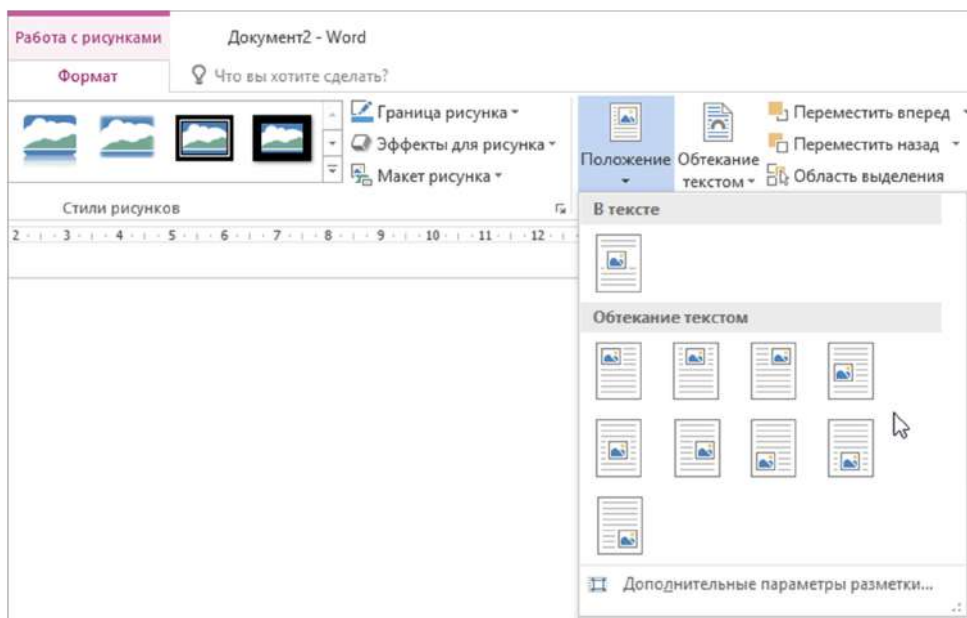 Работа с рисунками Документ2 - Word
Формат Что вы хотите сделать?
Граница рисунка
Эффекты для рисунка
Макет рисунка
Стили рисунков
Положение
Обтекание
текстом
Переместить вперед
Переместить назад
Область выделения
2 3 4 5 6 7 8 9 10 11 12
В тексте
Обтекание текстом
Дополнительные параметры разметки...